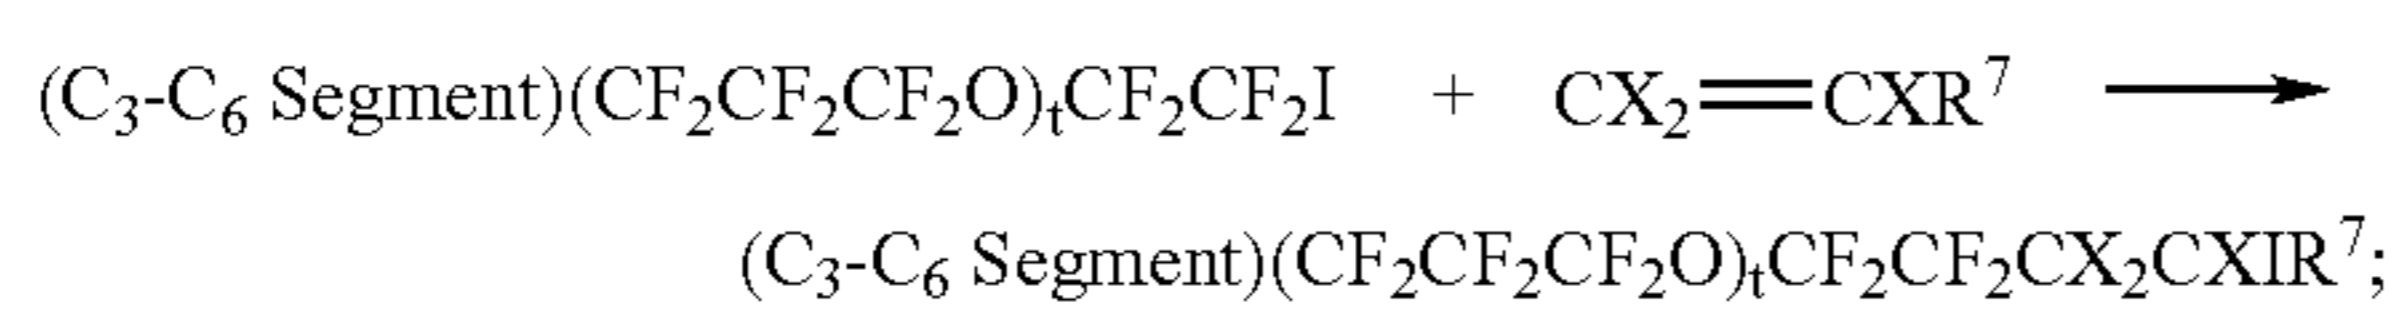 (C₃-C₆ Segment)(CF₂CF₂CF₂O)ₜCF₂CF₂I + CX₂=CXR⁷ →
(C₃-C₆ Segment)(CF₂CF₂CF₂O)ₜCF₂CF₂CX₂CXIR⁷;